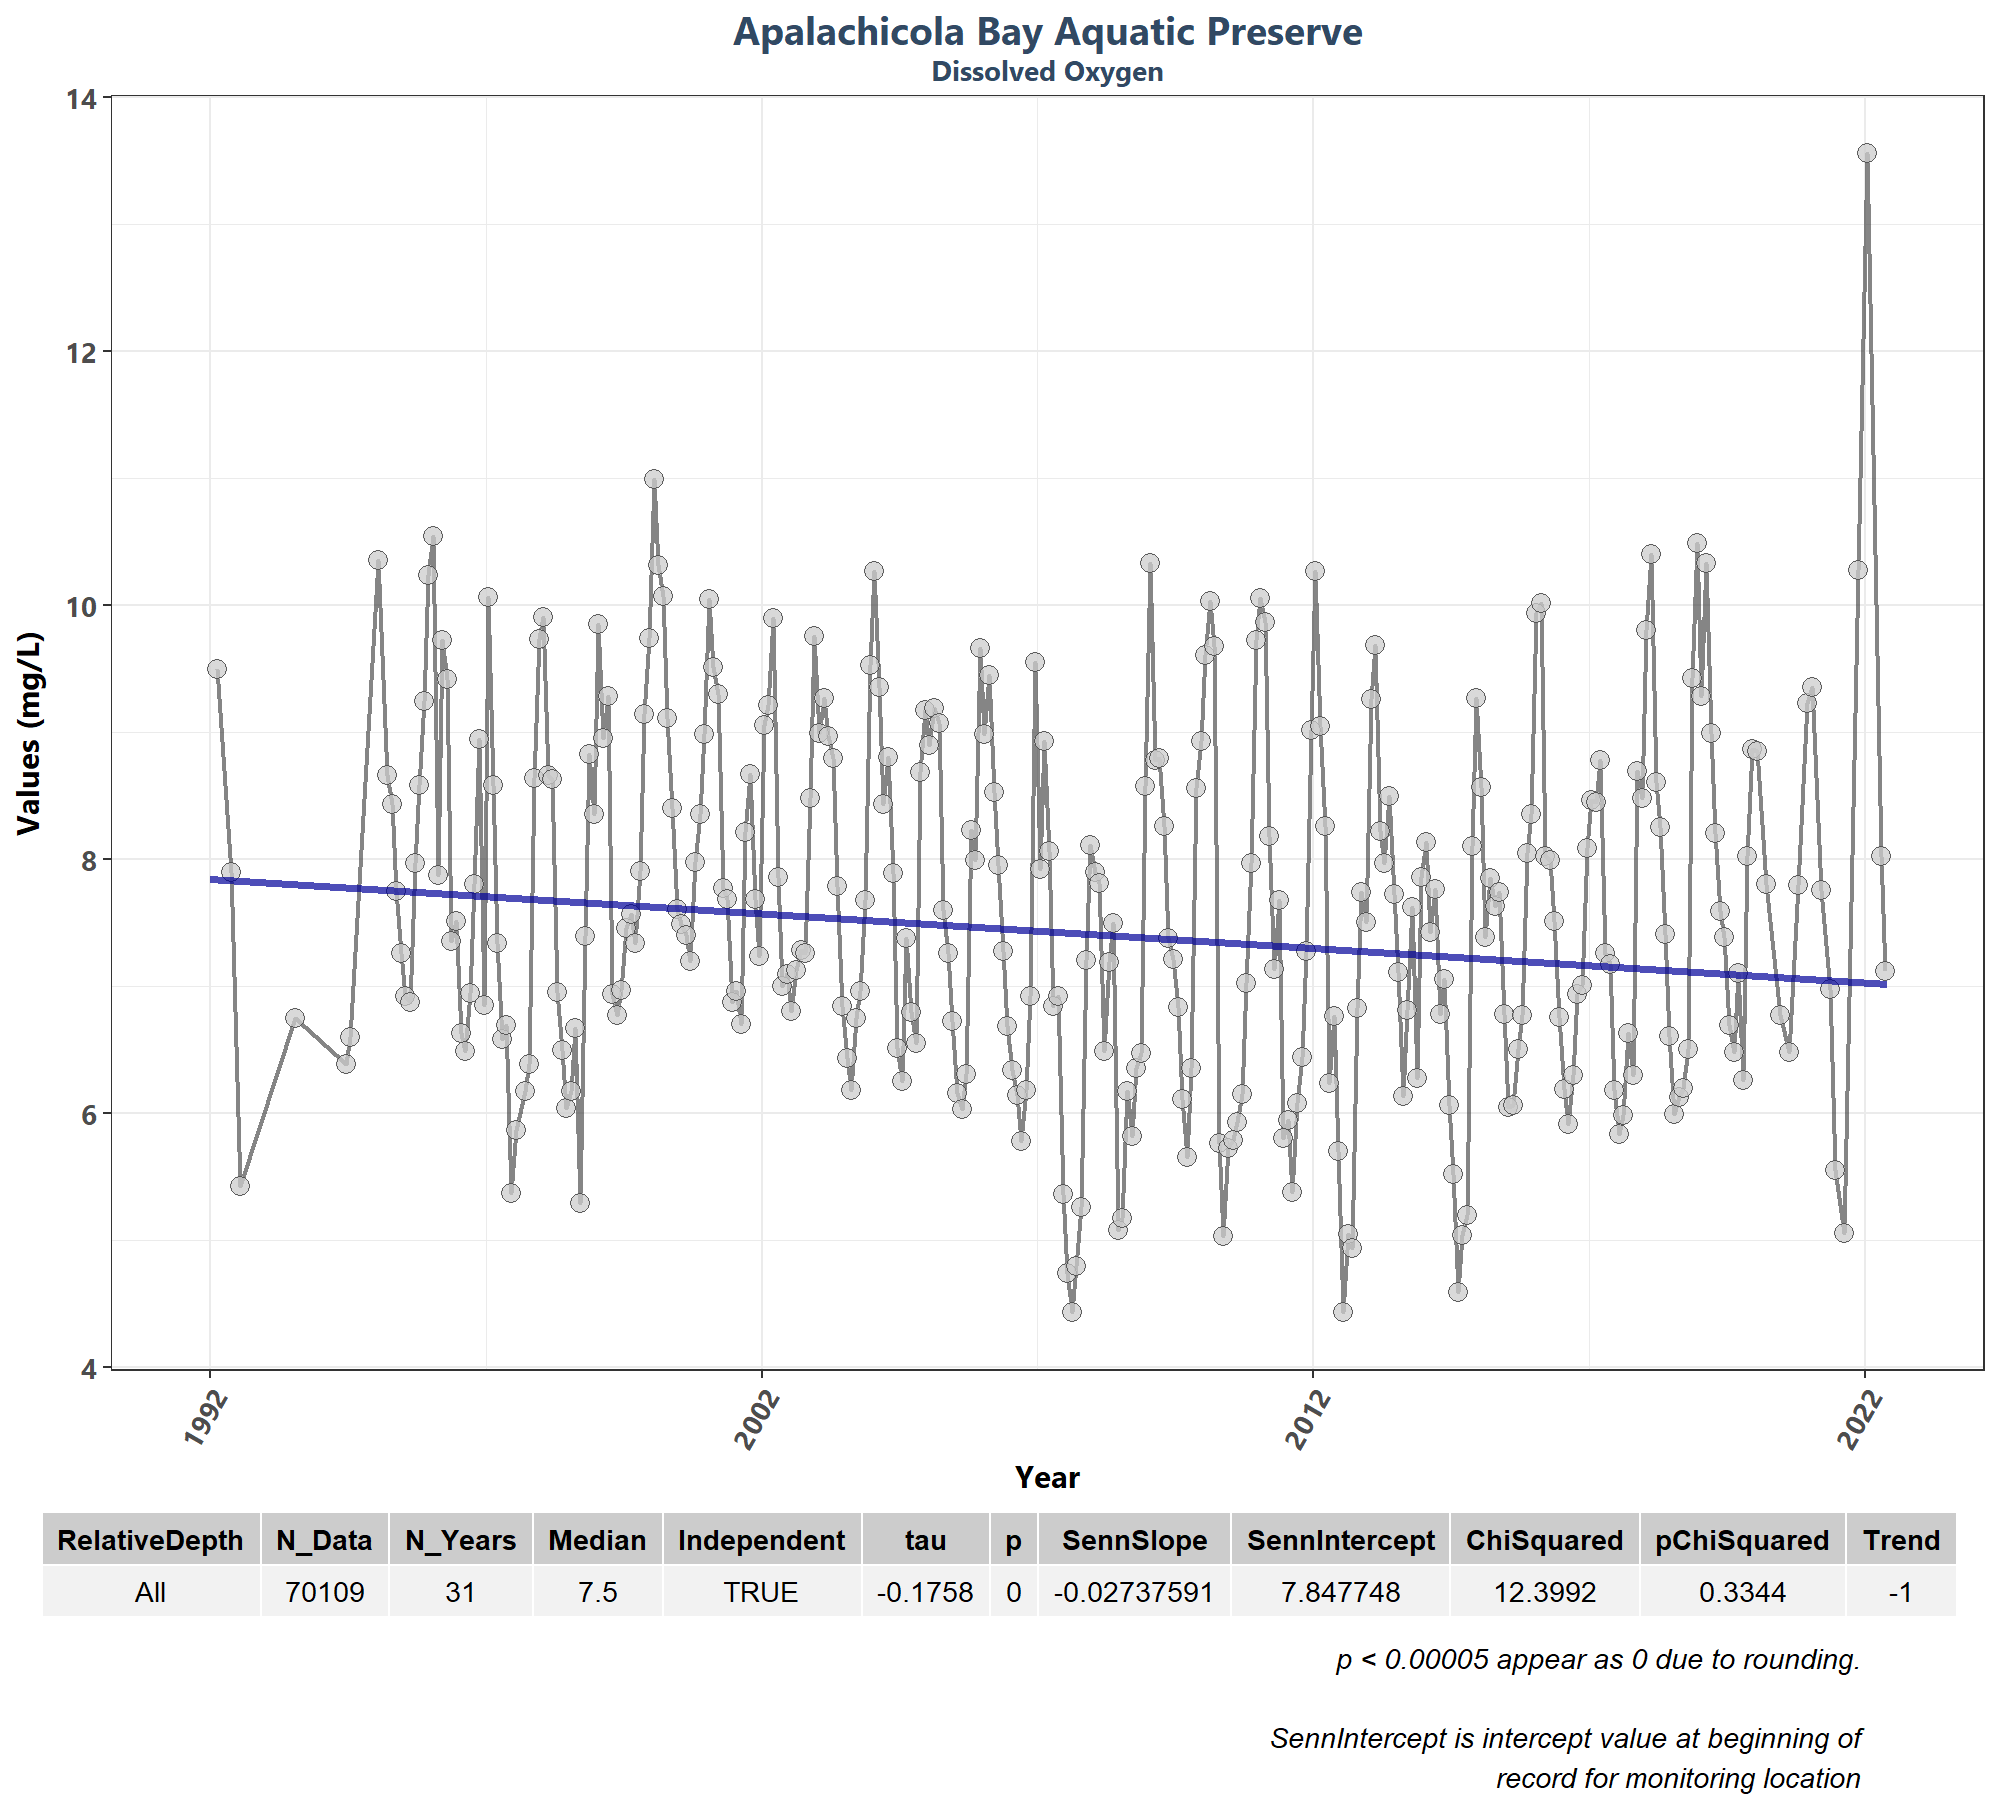 Apalachicola Bay Aquatic Preserve
Dissolved Oxygen
Values (mg/L)
14
12
10
8
6
4
1992 2002 2012 2022
Year
RelativeDepth N_Data N_Years Median Independent tau p SennSlope SennIntercept ChiSquared pChiSquared Trend
All 70109 31 7.5 TRUE -0.1758 0 -0.02737591 7.847748 12.3992 0.3344 -1
p < 0.00005 appear as 0 due to rounding.
SennIntercept is intercept value at beginning of
record for monitoring location